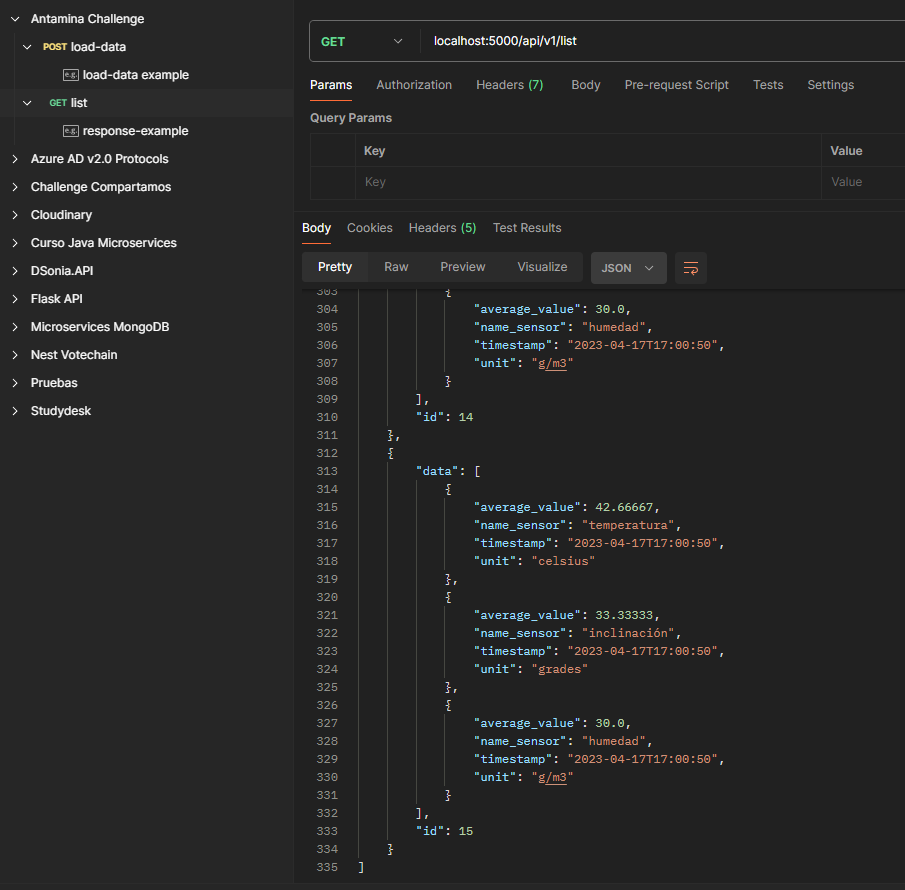 Antamina Challenge
POST load-data
e.g. load-data example
GET list
e.g. response-example
Azure AD v2.0 Protocols
Challenge Compartamos
Cloudinary
Curso Java Microservices
DSonia.API
Flask API
Microservices MongoDB
Nest Votechain
Pruebas
Studydesk
GET localhost:5000/api/v1/list
Params Authorization Headers (7) Body Pre-request Script Tests Settings
Query Params
Key Value
Key Value
Body Cookies Headers (5) Test Results
Pretty Raw Preview Visualize JSON
303 {
304 "average_value": 30.0,
305 "name_sensor": "humedad",
306 "timestamp": "2023-04-17T17:00:50",
307 "unit": "g/m3"
308 }
309 ],
310 "id": 14
311 },
312 {
313 "data": [
314 {
315 "average_value": 42.66667,
316 "name_sensor": "temperatura",
317 "timestamp": "2023-04-17T17:00:50",
318 "unit": "celsius"
319 },
320 {
321 "average_value": 33.33333,
322 "name_sensor": "inclinación",
323 "timestamp": "2023-04-17T17:00:50",
324 "unit": "grades"
325 },
326 {
327 "average_value": 30.0,
328 "name_sensor": "humedad",
329 "timestamp": "2023-04-17T17:00:50",
330 "unit": "g/m3"
331 }
332 ],
333 "id": 15
334 }
335 ]